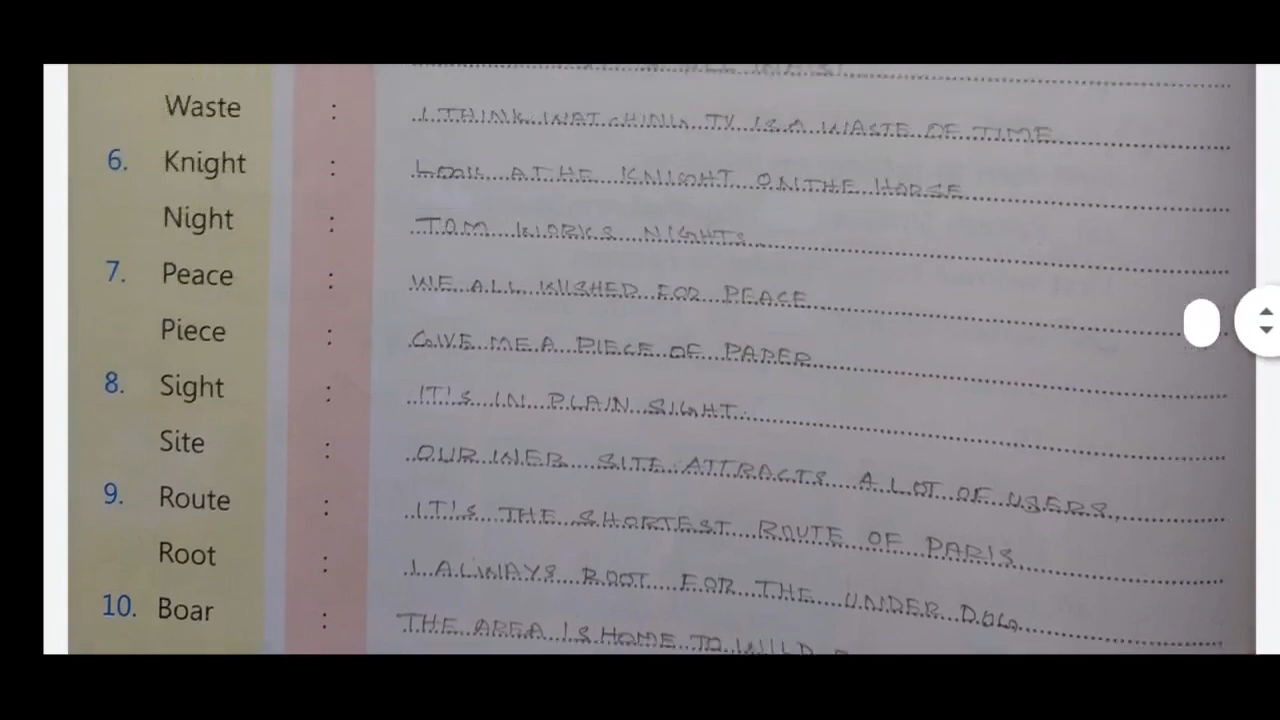 Waste : I THINK WATCHING TV IS A WASTE OF TIME
6. Knight : LOOK ATHE KNIGHT ON THE HORSE
Night : TOM WORKS NIGHTS.
7. Peace : WE ALL WISHED FOR PEACE
Piece : GIVE ME A PIECE OF PAPER
8. Sight : IT'S IN PLAIN SIGHT.
Site : OUR WEB SITE ATTRACTS A LOT OF USERS.
9. Route : IT'S THE SHORTEST ROUTE OF PARIS
Root : I ALWAYS ROOT FOR THE UNDER DOG
10. Boar : THE AREA IS HOME TO WILD